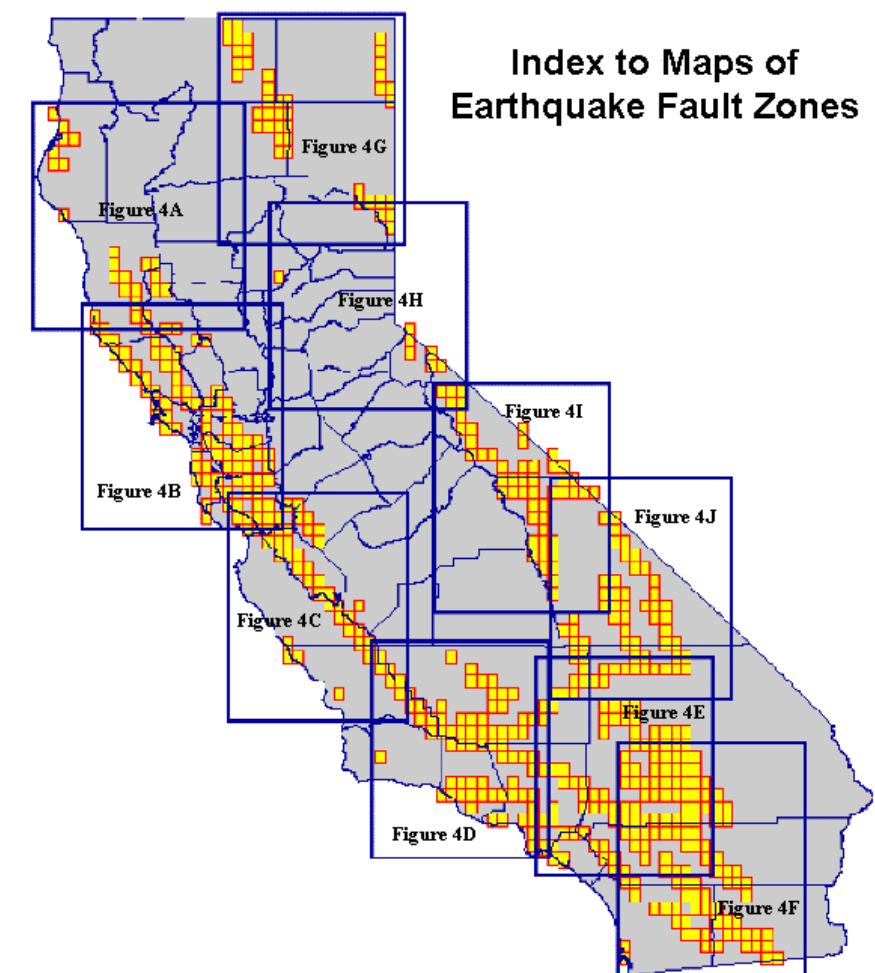 Index to Maps of
Earthquake Fault Zones
Figure 4G
Figure 4A
Figure 4H
Figure 4I
Figure 4B
Figure 4J
Figure 4C
Figure 4E
Figure 4D
Figure 4F